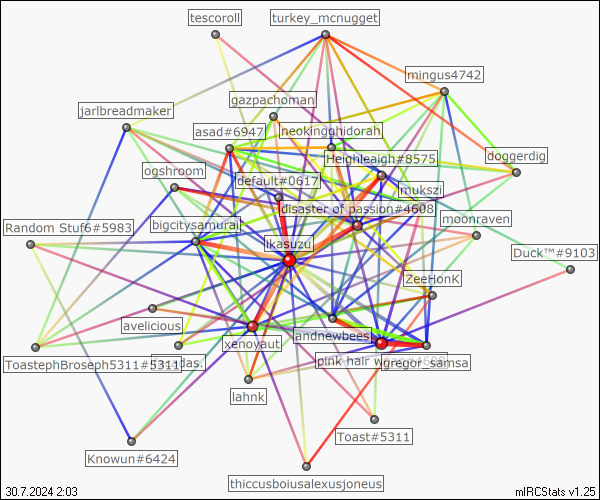 tescoroll
turkey_mcnugget
mingus4742
gazpachoman
jarlbreadmaker
asad#6947
neokingghidorah
Heighleaigh#8575
doggerdig
ogshroom
default#0617
mukszi
disaster of passion#4608
moonraven
Random Stuf6#5983
bigcitysamurai
ikasuzu
Duck™#9103
ZeeHonK
avelicious
andnewbees
xenoyaut
ToastephBroseph5311#5311
das.
pink hair w
gregor_samsa
lahnk
Toast#5311
Knowun#6424
thiccusboiusalexusjoneus
30.7.2024 2:03
mIRCStats v1.25